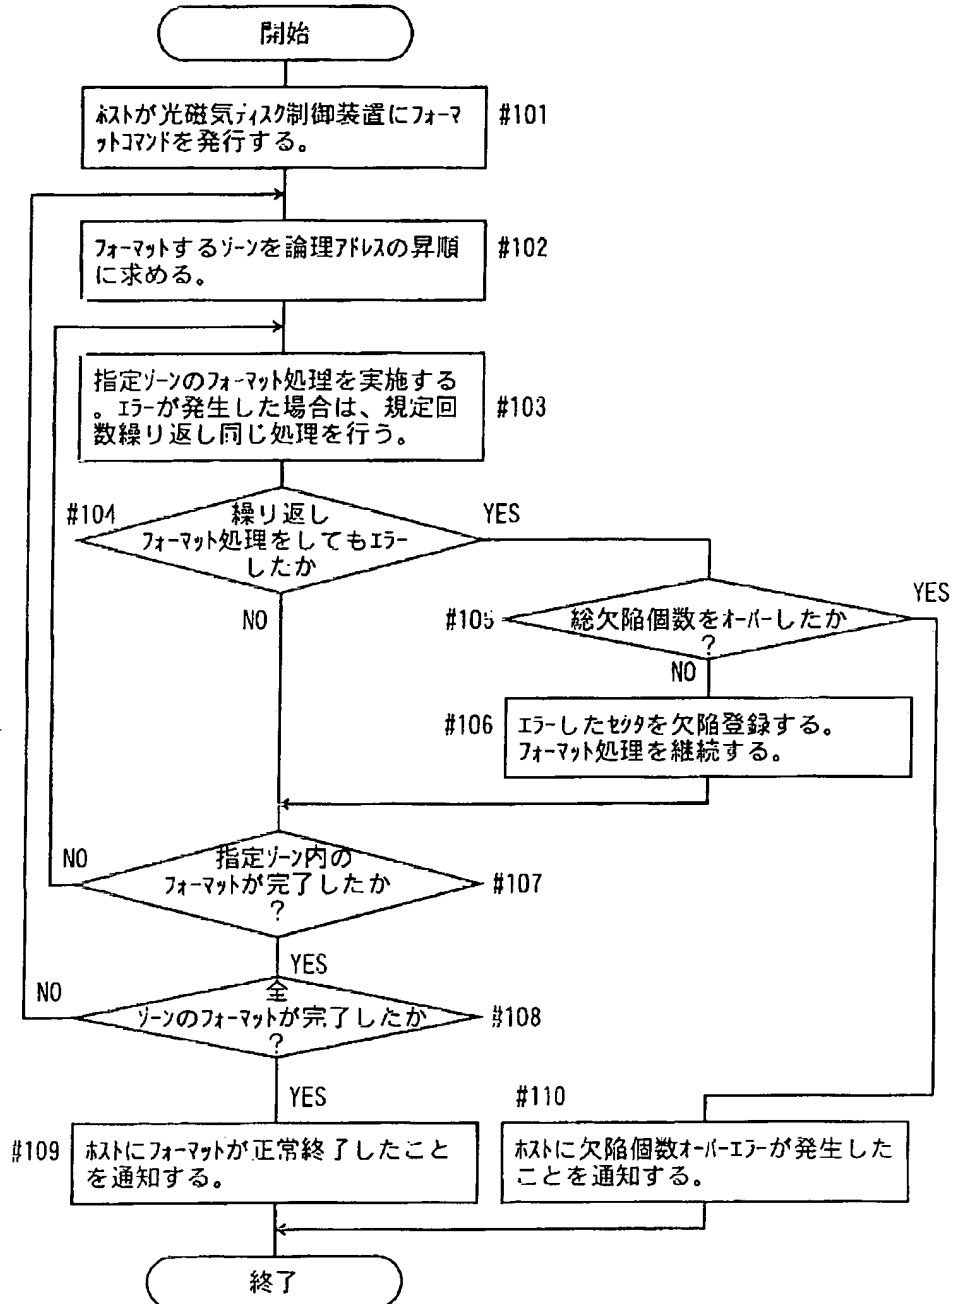 開始
ホストが光磁気ディスク制御装置にフォーマ
ットコマンドを発行する。
#101
フォーマットするゾーンを論理アドレスの昇順
に求める。
#102
指定ゾーンのフォーマット処理を実施する
。エラーが発生した場合は、規定回
数繰り返し同じ処理を行う。
#103
#104
繰り返し
フォーマット処理をしてもエラー
したか
YES
NO
#105
総欠陥個数をオーバーしたか
?
YES
NO
#106
エラーしたセクタを欠陥登録する。
フォーマット処理を継続する。
NO
指定ゾーン内の
フォーマットが完了したか
?
#107
YES
NO
全
ゾーンのフォーマットが完了したか
?
#108
YES
#109
ホストにフォーマットが正常終了したこと
を通知する。
#110
ホストに欠陥個数オーバーエラーが発生した
ことを通知する。
終了